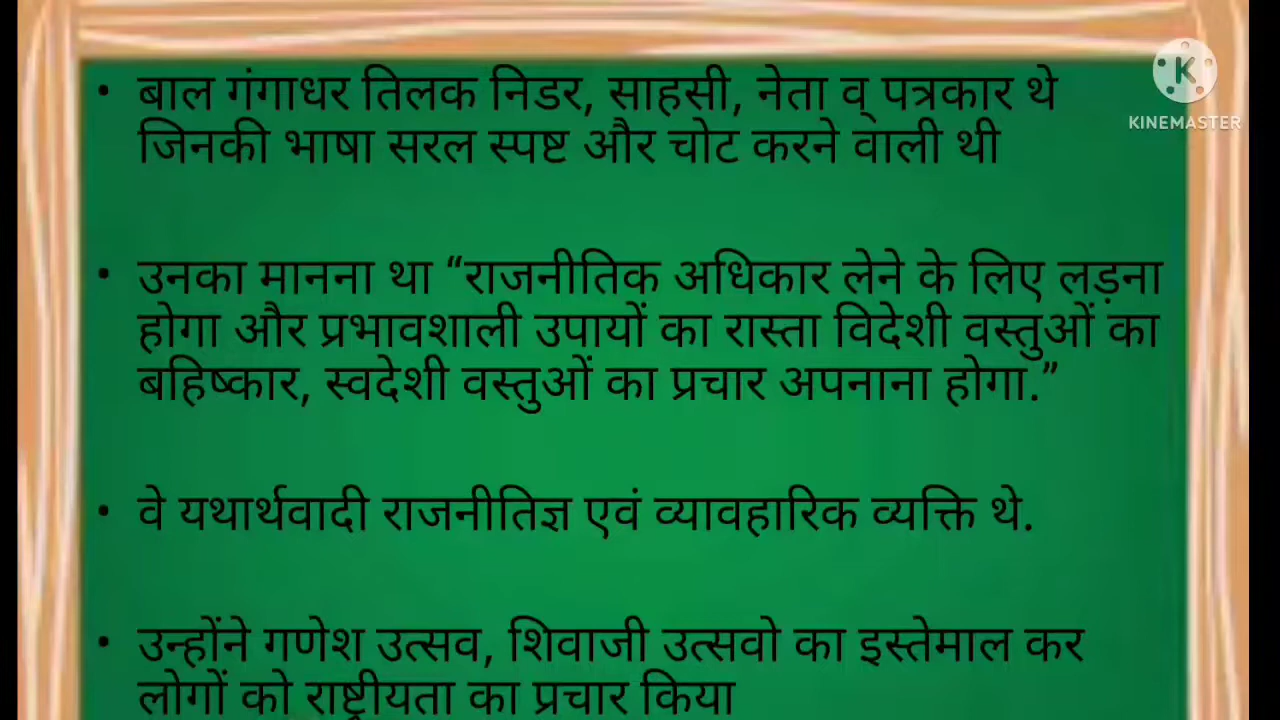 • बाल गंगाधर तिलक निडर, साहसी, नेता व् पत्रकार थे
जिनकी भाषा सरल स्पष्ट और चोट करने वाली थी
• उनका मानना था “राजनीतिक अधिकार लेने के लिए लड़ना
होगा और प्रभावशाली उपायों का रास्ता विदेशी वस्तुओं का
बहिष्कार, स्वदेशी वस्तुओं का प्रचार अपनाना होगा.”
• वे यथार्थवादी राजनीतिज्ञ एवं व्यावहारिक व्यक्ति थे.
• उन्होंने गणेश उत्सव, शिवाजी उत्सवो का इस्तेमाल कर
लोगों को राष्ट्रीयता का प्रचार किया
K
KINEMASTER